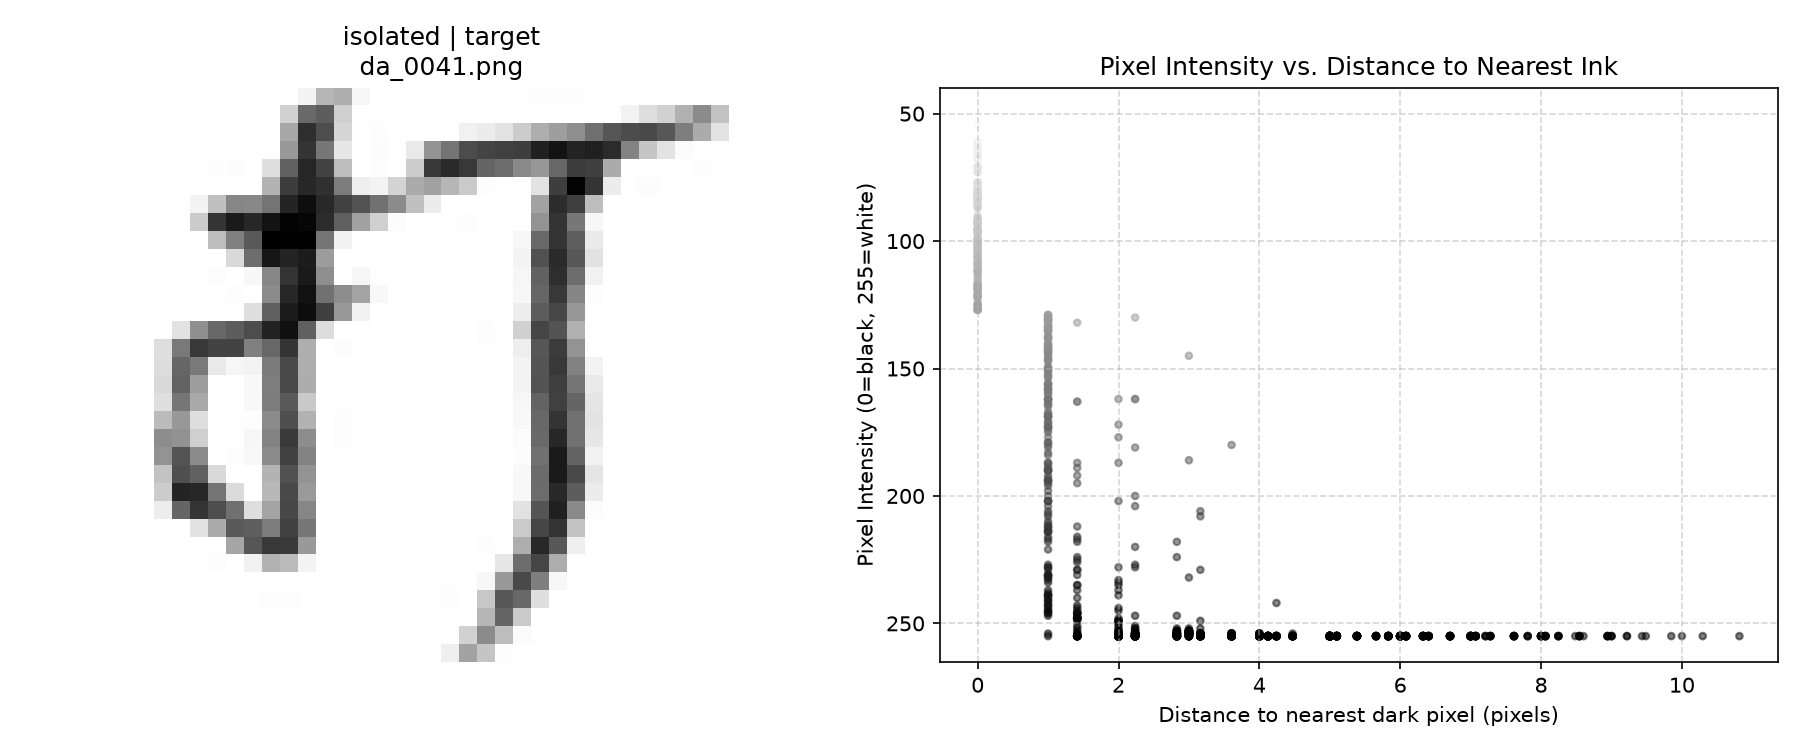 isolated | target
da_0041.png
打
Pixel Intensity vs. Distance to Nearest Ink
Pixel Intensity (0=black, 255=white)
50
100
150
200
250
0 2 4 6 8 10
Distance to nearest dark pixel (pixels)